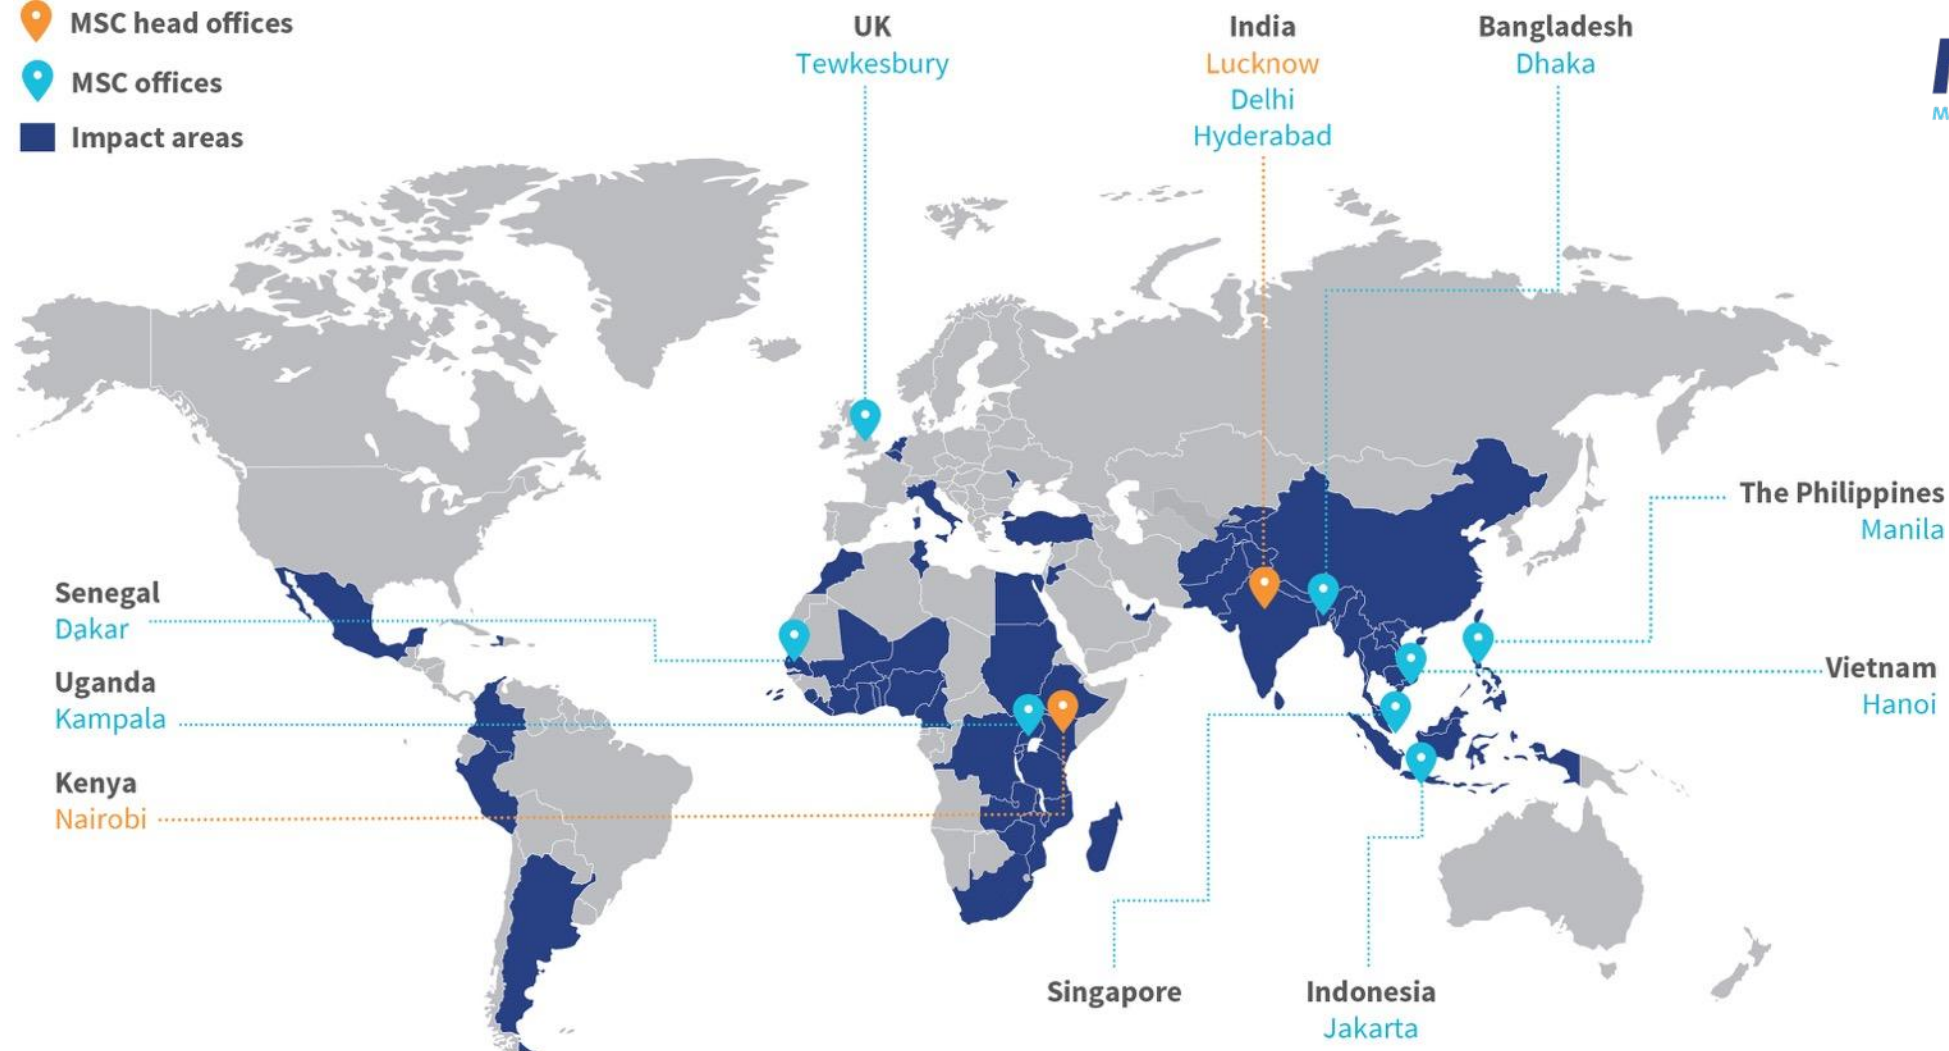 MSC head offices
MSC offices
Impact areas
UK
Tewkesbury
India
Lucknow
Delhi
Hyderabad
Bangladesh
Dhaka
The Philippines
Manila
Senegal
Dakar
Uganda
Kampala
Kenya
Nairobi
Vietnam
Hanoi
Singapore
Indonesia
Jakarta